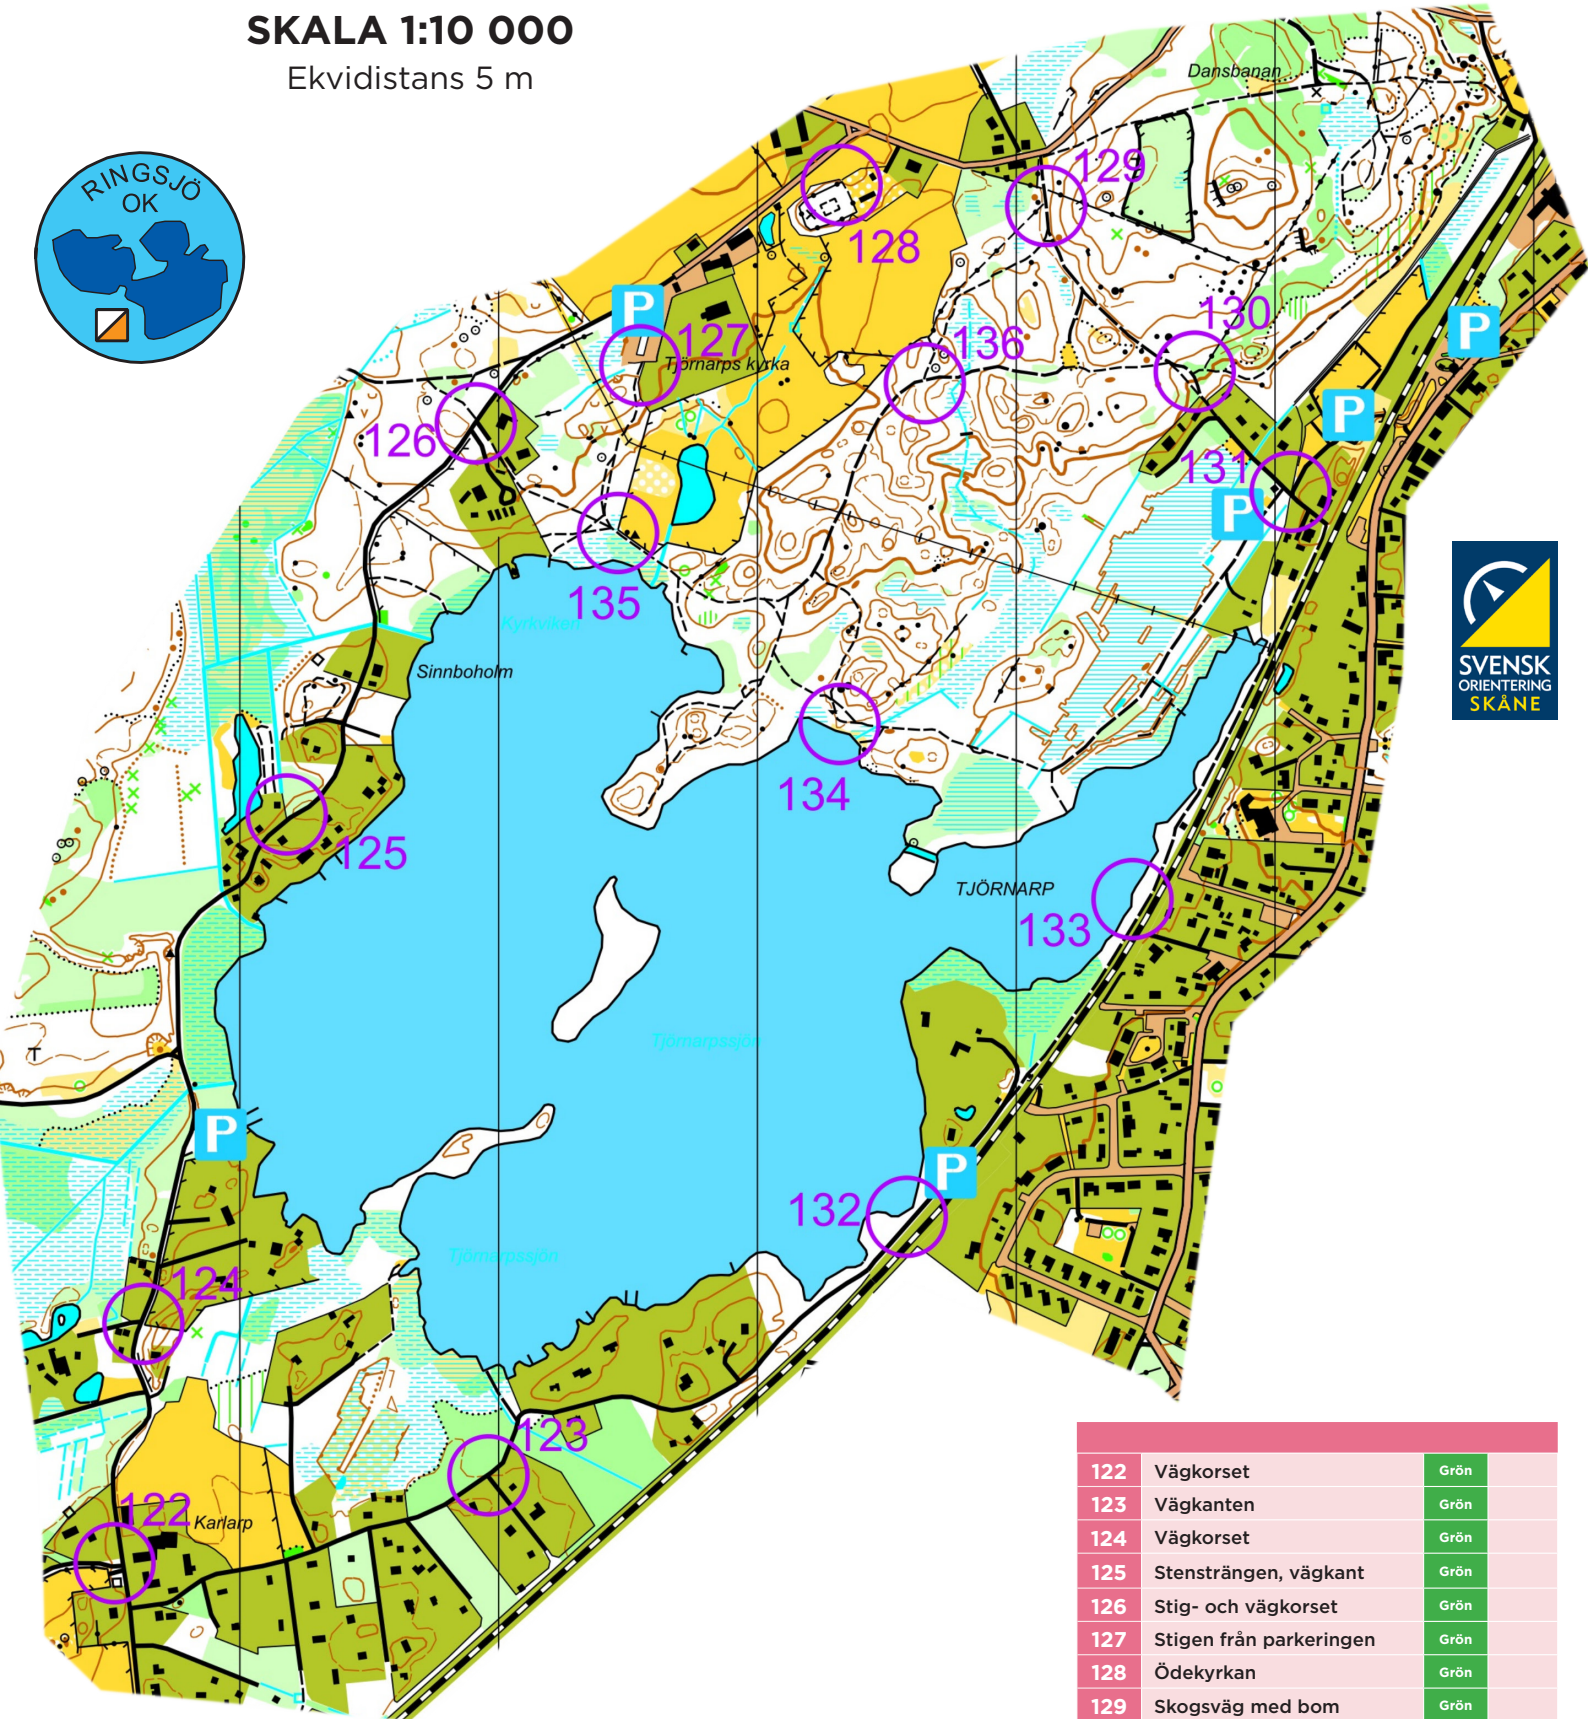 SKALA 1:10 000
Ekvidistans 5 m
RINGSJÖ
OK
Dansbanan
129
128
130
P
127
136
P
Tjörnarps kyrka
P
126
131
P
135
Kyrkviken
Sinnboholm
SVENSK
ORIENTERING
SKÅNE
134
125
TJÖRNARP
133
Tjörnarpssjön
T
P
P
132
Tjörnarpssjön
124
123
122
Karlarp
122 Vägkorset Grön
123 Vägkanten Grön
124 Vägkorset Grön
125 Stensträngen, vägkant Grön
126 Stig- och vägkorset Grön
127 Stigen från parkeringen Grön
128 Ödekyrkan Grön
129 Skogsväg med bom Grön